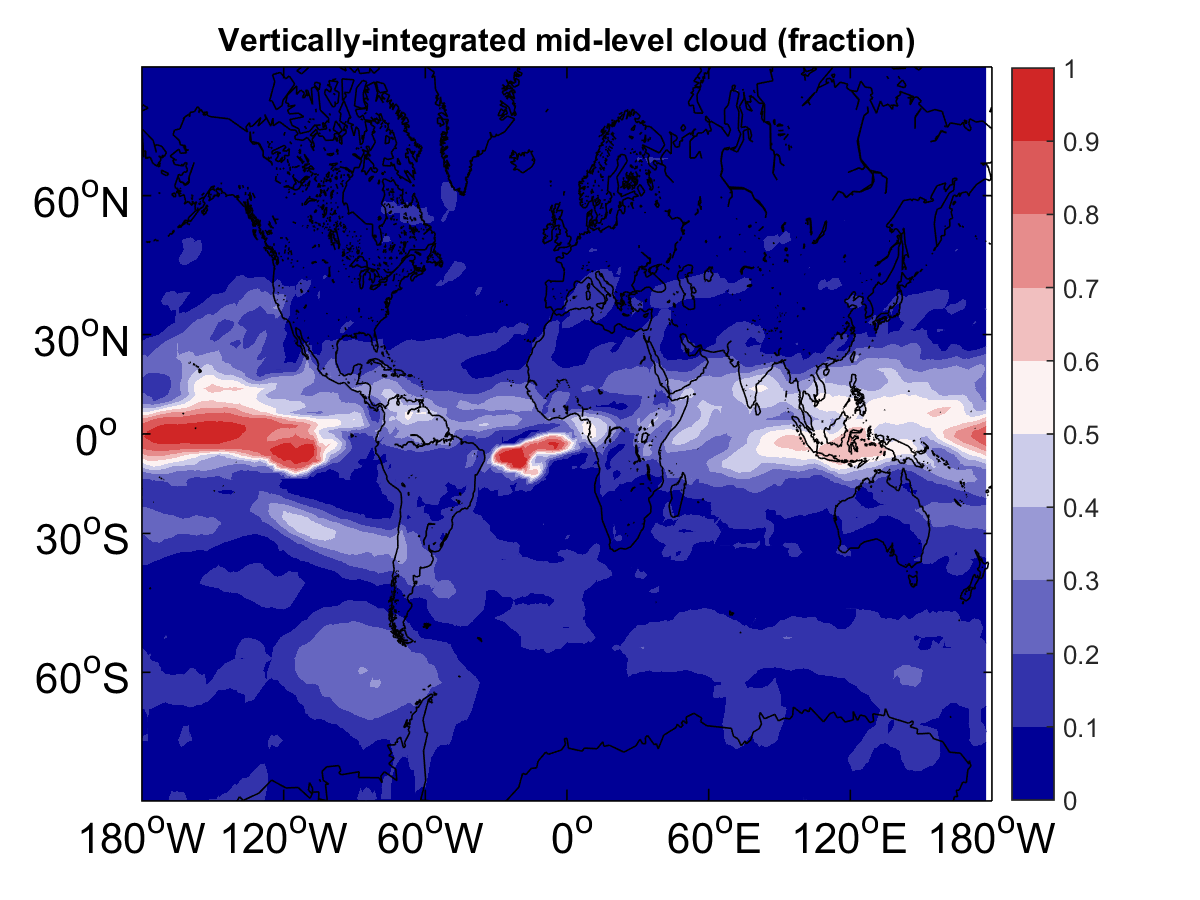 Vertically-integrated mid-level cloud (fraction)
60°N
30°N
0°
30°S
60°S
180°W 120°W 60°W 0° 60°E 120°E 180°W
1
0.9
0.8
0.7
0.6
0.5
0.4
0.3
0.2
0.1
0